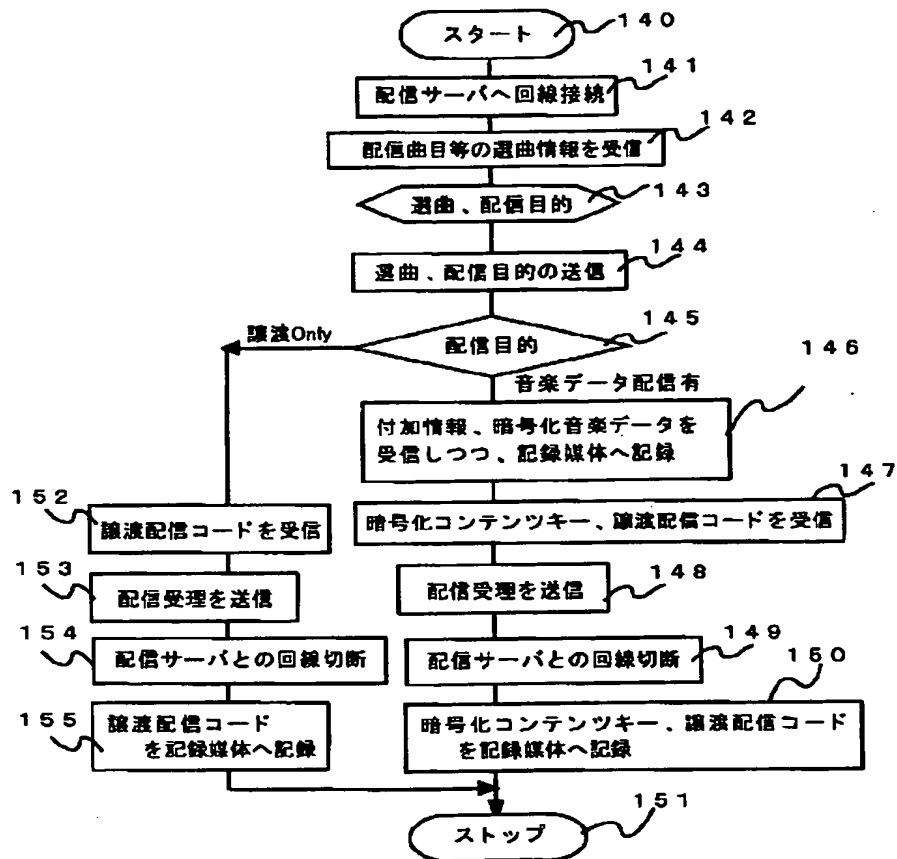 スタート
140
141
配信サーバへ回線接続
142
配信曲目等の選曲情報を受信
143
選曲、配信目的
144
選曲、配信目的の送信
145
配信目的
譲渡Only
音楽データ配信有
146
付加情報、暗号化音楽データを
受信しつつ、記録媒体へ記録
147
暗号化コンテンツキー、譲渡配信コードを受信
148
配信受理を送信
149
配信サーバとの回線切断
150
暗号化コンテンツキー、譲渡配信コード
を記録媒体へ記録
152
譲渡配信コードを受信
153
配信受理を送信
154
配信サーバとの回線切断
155
譲渡配信コード
を記録媒体へ記録
151
ストップ